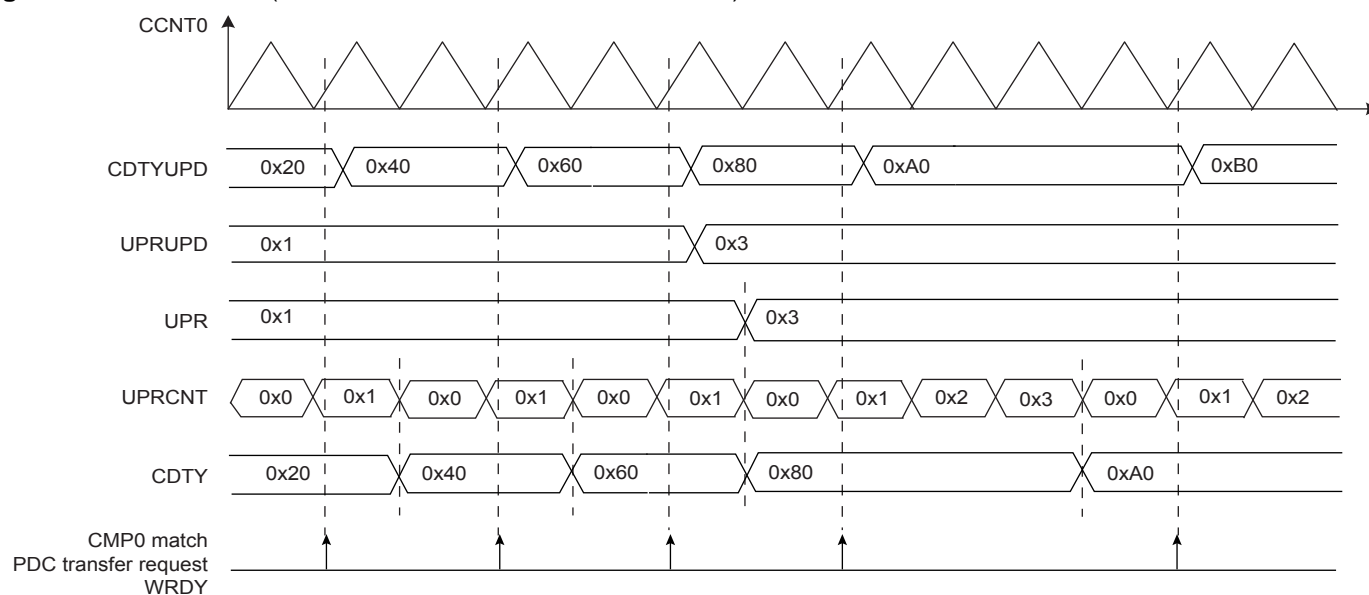 CCNT0
CDTYUPD 0x20 0x40 0x60 0x80 0xA0 0xB0
UPRUPD 0x1 0x3
UPR 0x1 0x3
UPRCNT 0x0 0x1 0x0 0x1 0x0 0x1 0x0 0x1 0x2 0x3 0x0 0x1 0x2
CDTY 0x20 0x40 0x60 0x80 0xA0
CMP0 match
PDC transfer request
WRDY